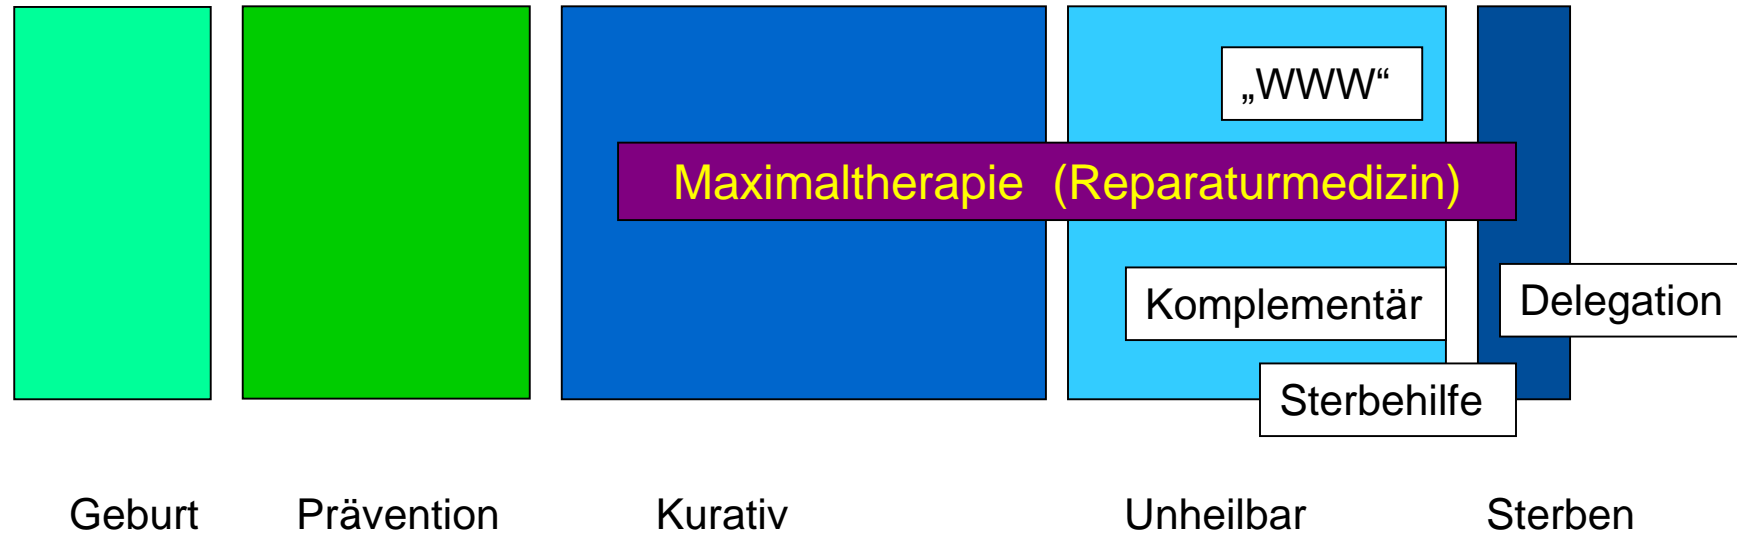 „WWW“
Maximaltherapie (Reparaturmedizin)
Komplementär
Delegation
Sterbehilfe
Geburt Prävention Kurativ Unheilbar Sterben